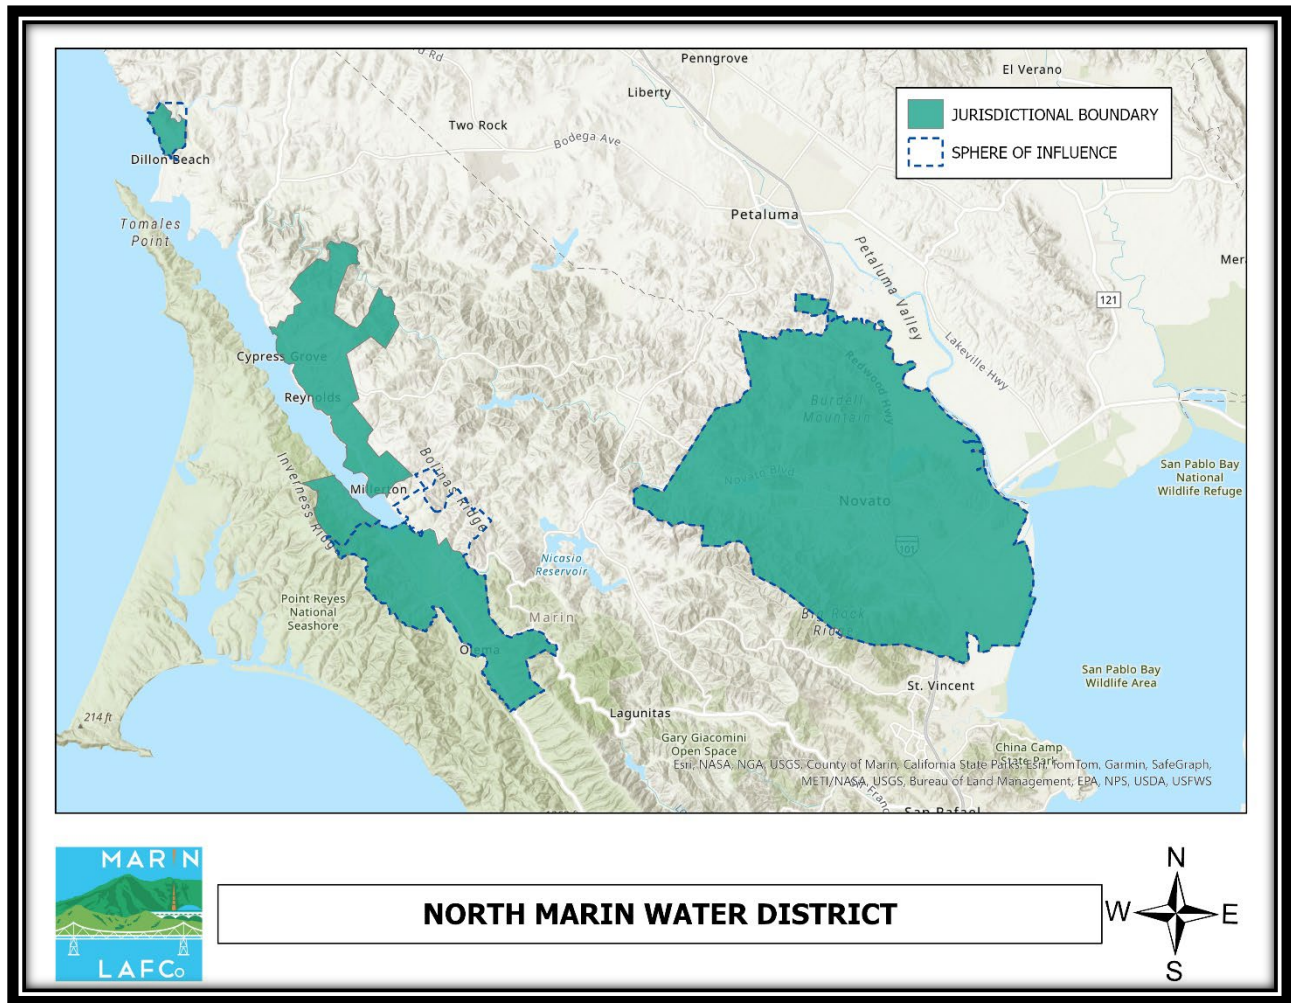 Penngrove
El Verano
Liberty
JURISDICTIONAL BOUNDARY
SPHERE OF INFLUENCE
Two Rock
Bodega Ave
Dillon Beach
Tomales
Point
Petaluma
Petaluma Valley
121
Lakeville Hwy
Cypress Grove
Reynolds
Redwood Hwy
Burdell
Mountain
Bolinas Ridge
Inverness Ridge
Millerton
Novato Blvd
Novato
101
San Pablo Bay
National
Wildlife Refuge
Nicasio
Reservoir
Point Reyes
National
Seashore
Marin
Big Rock
Ridge
Olema
San Pablo Bay
Wildlife Area
St. Vincent
214 ft
Lagunitas
Gary Giacomini
Open Space
China Camp
State Park
Esri, NASA, NGA, USGS, County of Marin, California State Parks, Esri, TomTom, Garmin, SafeGraph,
METI/NASA, USGS, Bureau of Land Management, EPA, NPS, USDA, USFWS
San Rafael
MARIN
LAFCo
NORTH MARIN WATER DISTRICT
N
W
E
S